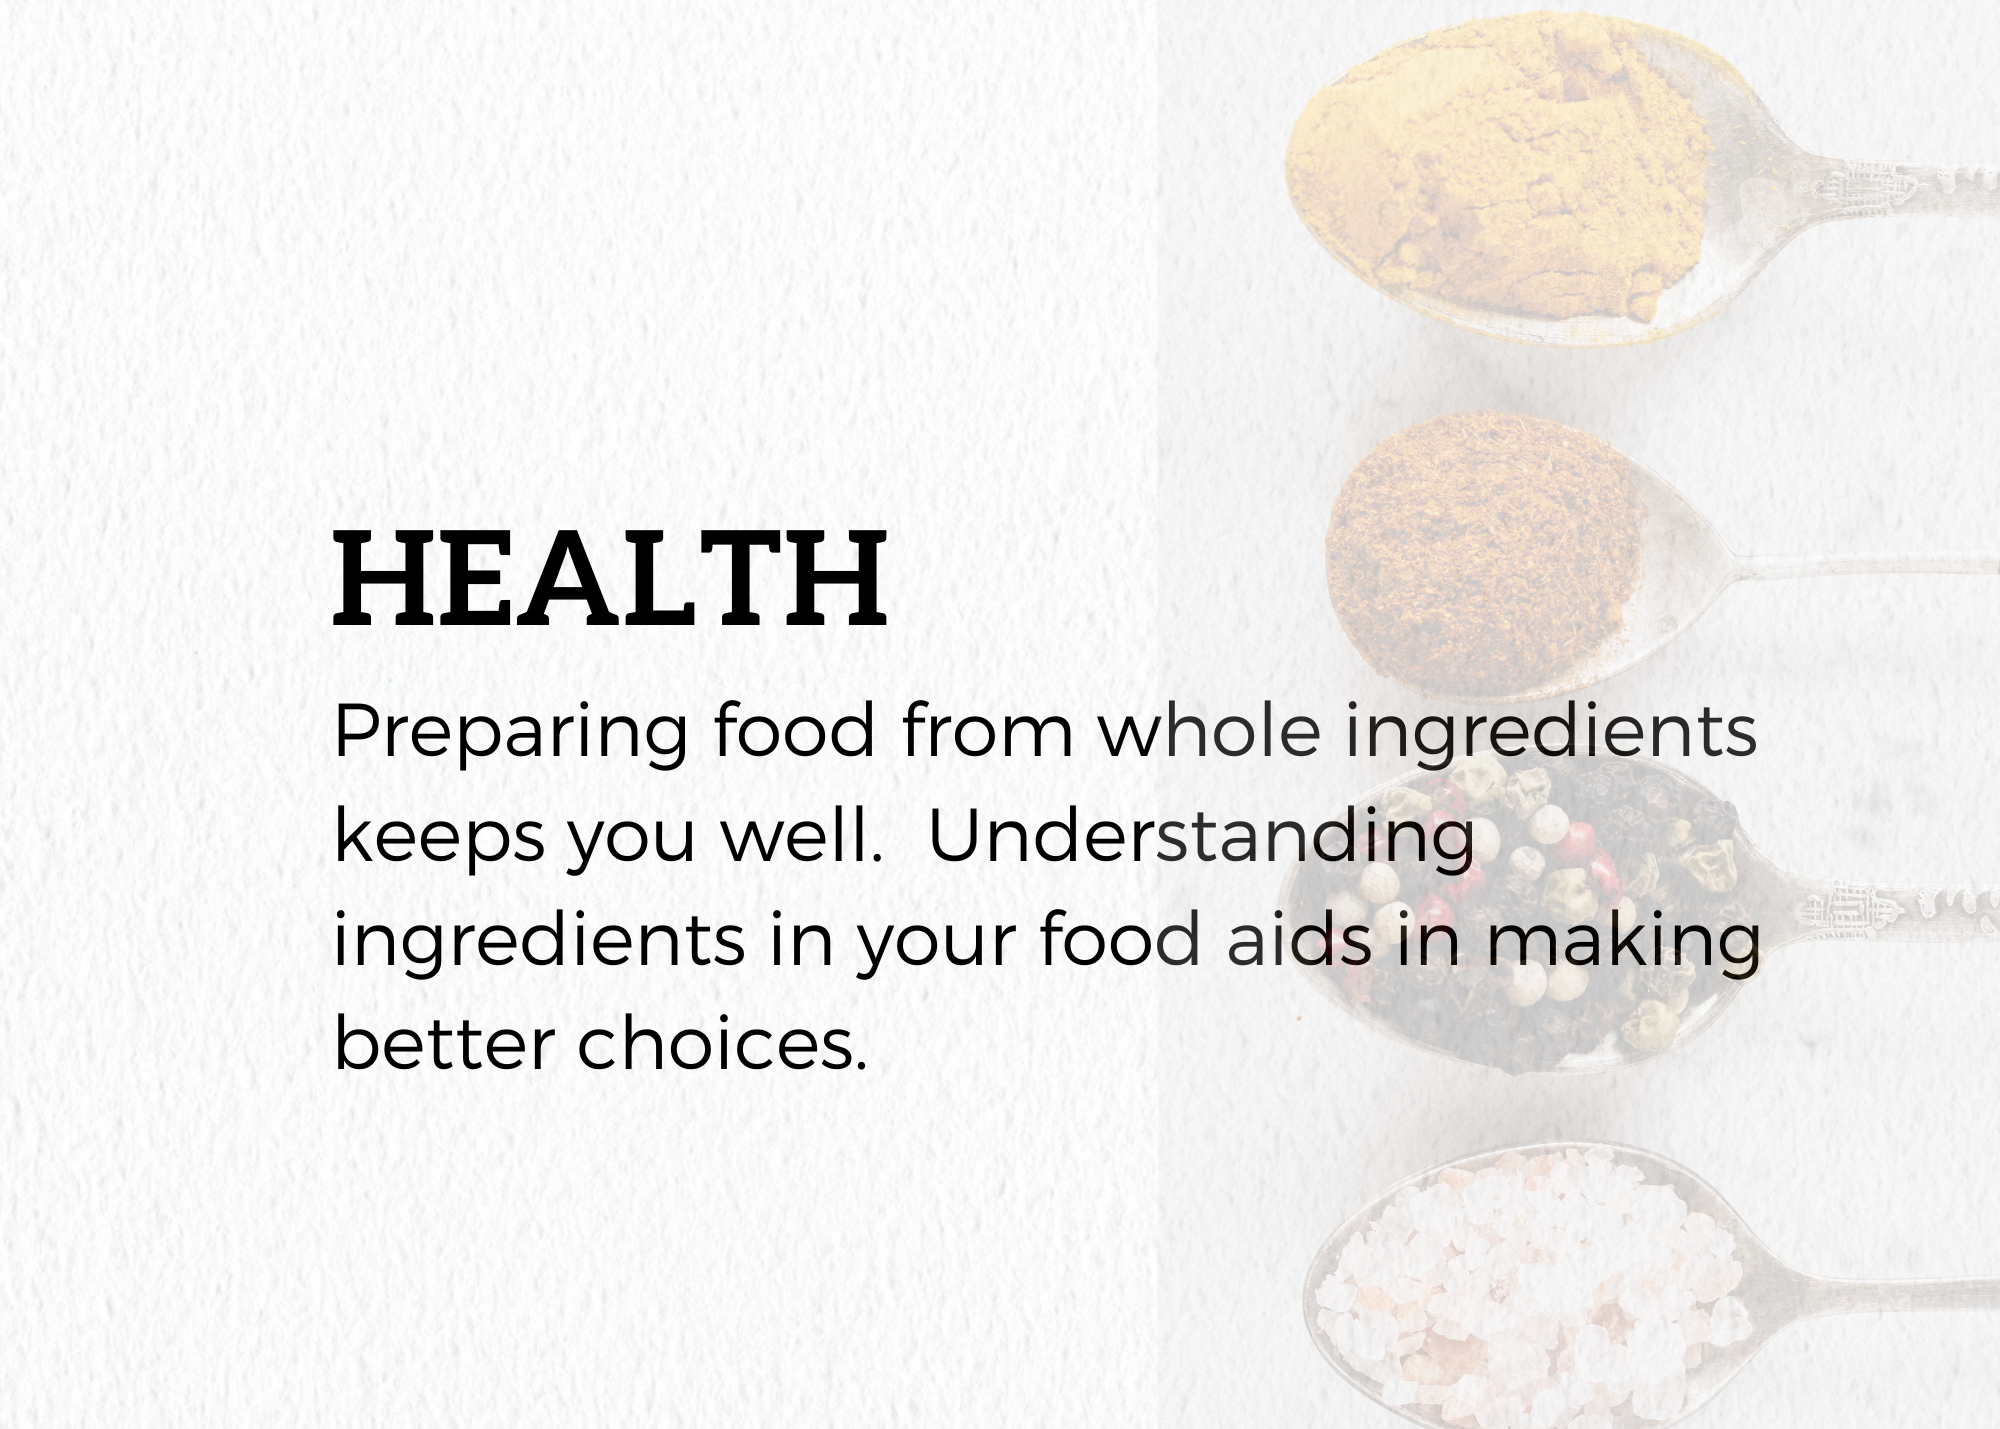 HEALTH
Preparing food from whole ingredients
keeps you well.  Understanding
ingredients in your food aids in making
better choices.